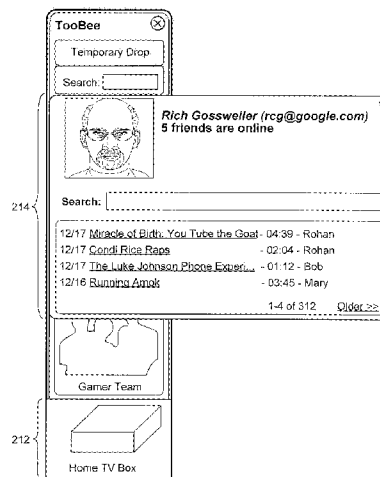 TooBee
Temporary Drop
Search:
Rich Gossweiler (rcg@google.com)
5 friends are online
214
Search:
12/17 Miracle of Birth: You Tube the Goat - 04:39 - Rohan
12/17 Condi Rice Raps - 02:04 - Rohan
12/17 The Luke Johnson Phone Experi... - 01:12 - Bob
12/16 Running Amok - 03:45 - Mary
1-4 of 312 Older >>
Gamer Team
212
Home TV Box